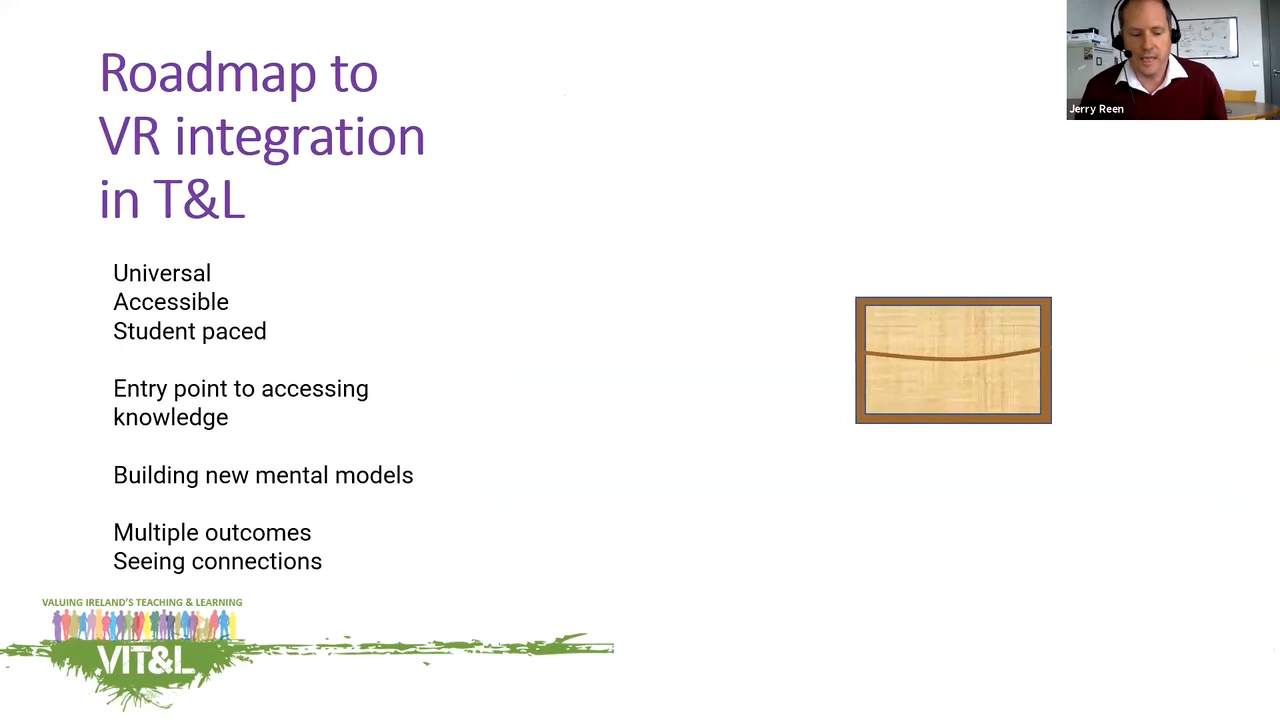 Roadmap to
VR integration
in T&L
Jerry Reen
Universal
Accessible
Student paced
Entry point to accessing
knowledge
Building new mental models
Multiple outcomes
Seeing connections
VALUING IRELAND'S TEACHING & LEARNING
VIT&L